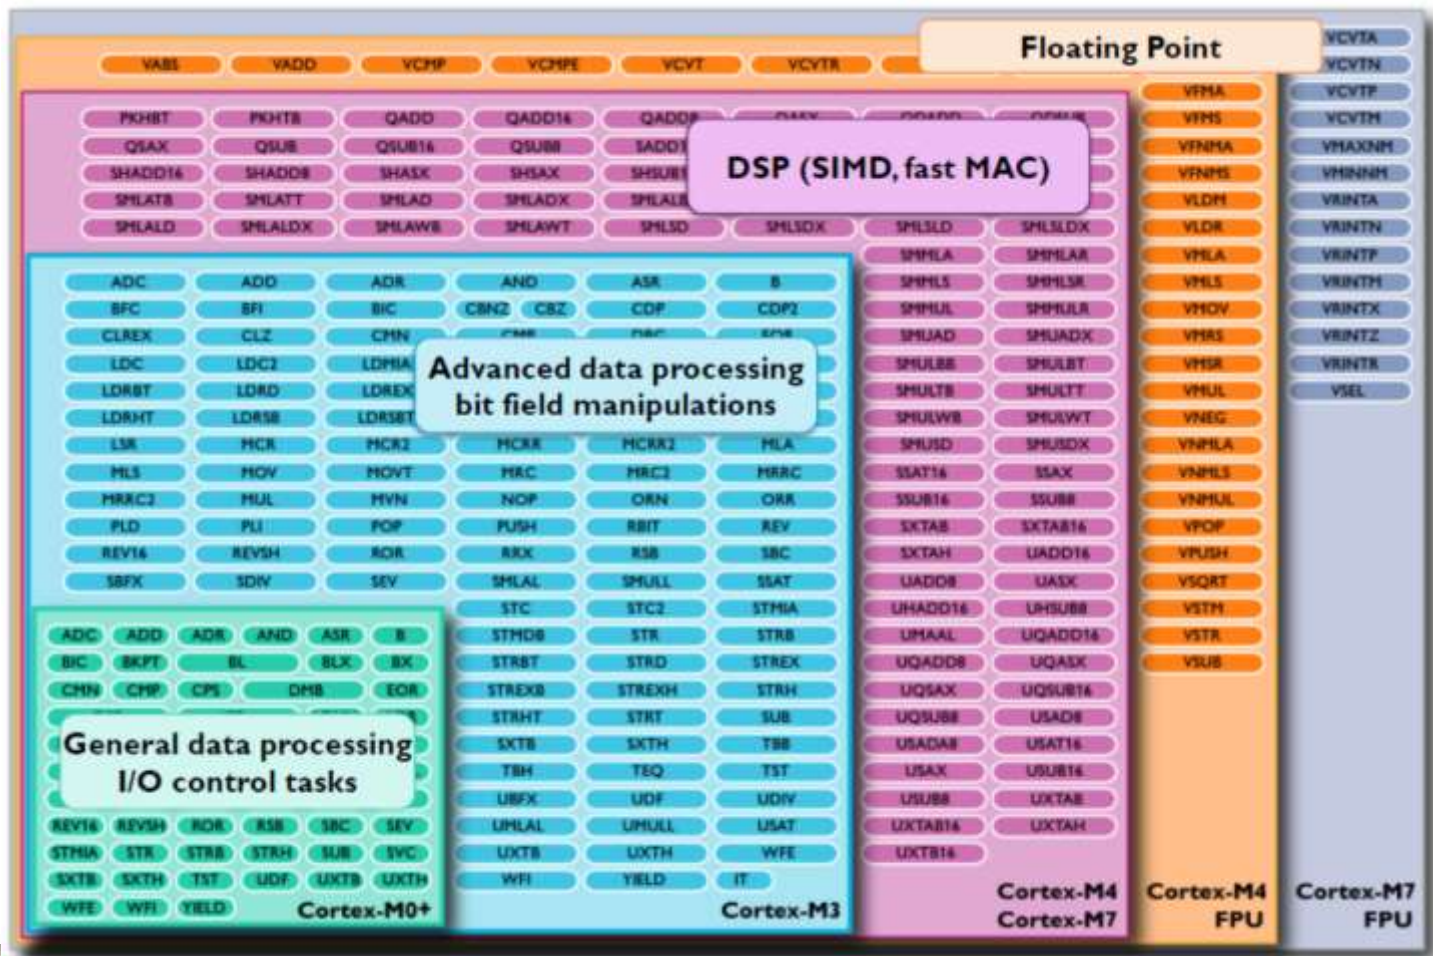 Floating Point VCVTA
VABS VADD VCMP VCMPE VCVT VCVTR VCVTN
VFMA VCVTP
PKHBT PKHTB QADD QADD16 QADD8 QASX QDADD QDSUB VFMS VCVTM
QSAX QSUB QSUB16 QSUB8 VFNMA VMAXNM
DSP (SIMD, fast MAC)
SHADD16 SHADD8 SHASX SHSAX VFNMS VMINNM
SMLATB SMLATT SMLAD SMLADX VLDM VRINTA
SMLALD SMLALDX SMLAWB SMLAWT SMLSD SMLSDX SMLSLD SMLSLDX VLDR VRINTN
SMMLA SMMLAR VMLA VRINTP
ADC ADD ADR AND ASR B SMMLS SMMLSR VMLS VRINTM
BFC BFI BIC CBNZ CBZ CDP CDP2 SMMUL SMMULR VMOV VRINTX
CLREX CLZ CMN SMUAD SMUADX VMRS VRINTZ
LDC LDC2 LDMIA SMULBB SMULBT VMSR VRINTR
Advanced data processing
LDRBT LDRD LDREX SMULTB SMULTT VMUL VSEL
bit field manipulations
LDRHT LDRSB LDRSBT SMULWB SMULWT VNEG
LSR MCR MCR2 MCRR MCRR2 MLA SMUSD SMUSDX VNMLA
MLS MOV MOVT MRC MRC2 MRRC SSAT16 SSAX VNMLS
MRRC2 MUL MVN NOP ORN ORR SSUB16 SSUB8 VNMUL
PLD PLI POP PUSH RBIT REV SXTAB SXTAB16 VPOP
REV16 REVSH ROR RRX RSB SBC SXTAH UADD16 VPUSH
SBFX SDIV SEV SMLAL SMULL SSAT UADD8 UASX VSQRT
STC STC2 STMIA UHADD16 UHSUB8 VSTM
ADC ADD ADR AND ASR B STMDB STR STRB UMAAL UQADD16 VSTR
BIC BKPT BL BLX BX STRBT STRD STREX UQADD8 UQASX VSUB
CMN CMP CPS DMB EOR STREXB STREXH STRH UQSAX UQSUB16
STRHT STRT SUB UQSUB8 USAD8
General data processing
SXTB SXTH TBB USADA8 USAT16
I/O control tasks
TBH TEQ TST USAX USUB16
UBFX UDF UDIV USUB8 UXTAB
REV16 REVSH ROR RSB SBC SEV UMLAL UMULL USAT UXTAB16 UXTAH
STMIA STR STRB STRH SUB SVC UXTB UXTH WFE UXTB16
SXTB SXTH TST UDF UXTB UXTH WFI YIELD IT
WFE WFI YIELD Cortex-M0+ Cortex-M3
Cortex-M4 Cortex-M4 Cortex-M7
Cortex-M7 FPU FPU